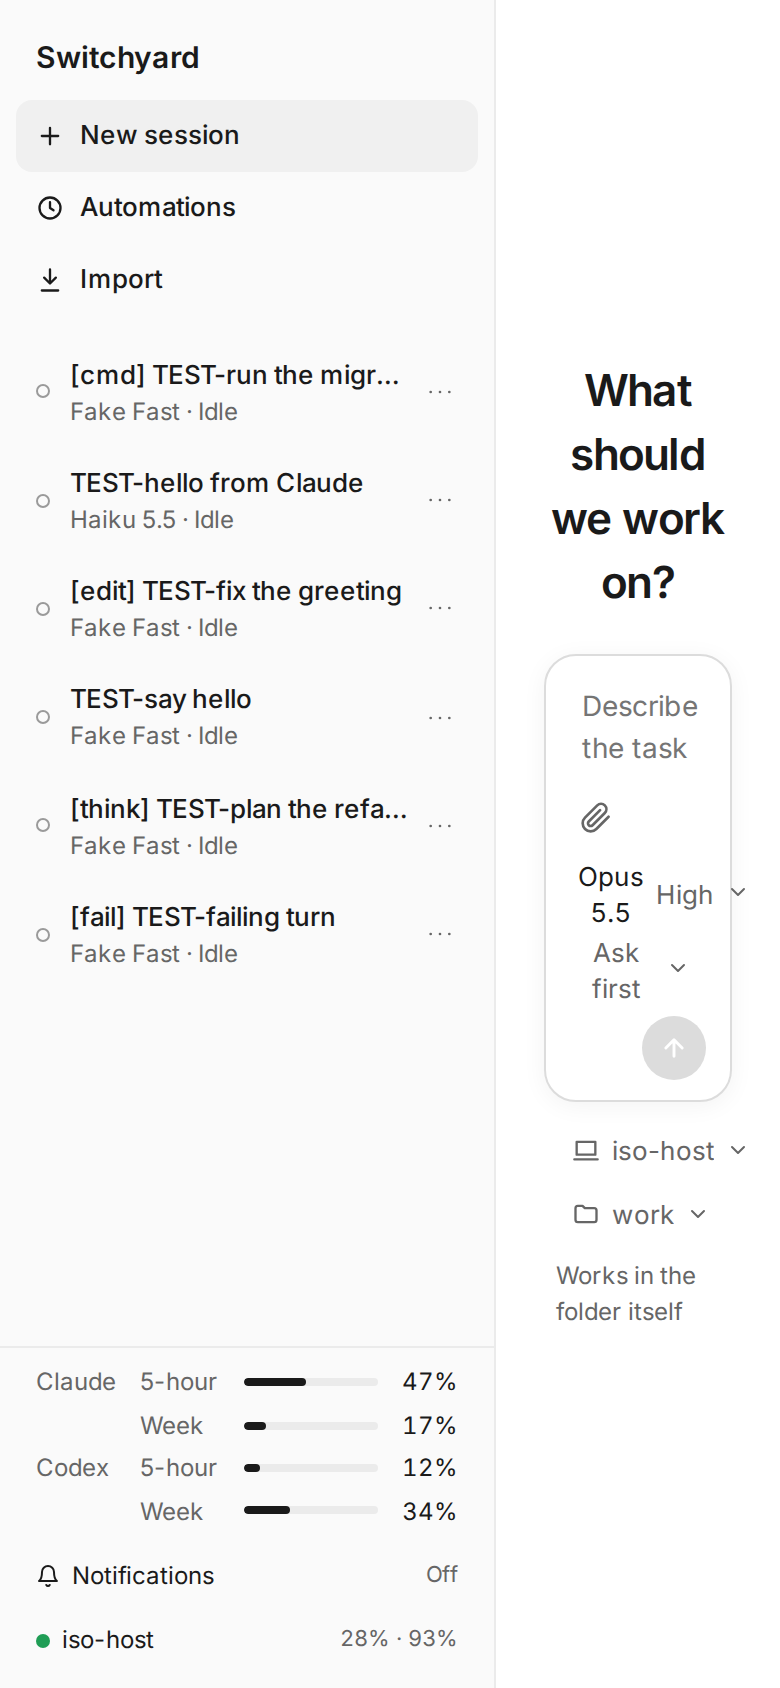 Switchyard
New session
Automations
Import
[cmd] TEST-run the migr...
Fake Fast · Idle
TEST-hello from Claude
Haiku 5.5 · Idle
[edit] TEST-fix the greeting
Fake Fast · Idle
TEST-say hello
Fake Fast · Idle
[think] TEST-plan the refa...
Fake Fast · Idle
[fail] TEST-failing turn
Fake Fast · Idle
Claude 5-hour 47%
Week 17%
Codex 5-hour 12%
Week 34%
Notifications Off
iso-host 28% · 93%
What
should
we work
on?
Describe
the task
Opus
5.5
High
Ask
first
iso-host
work
Works in the
folder itself